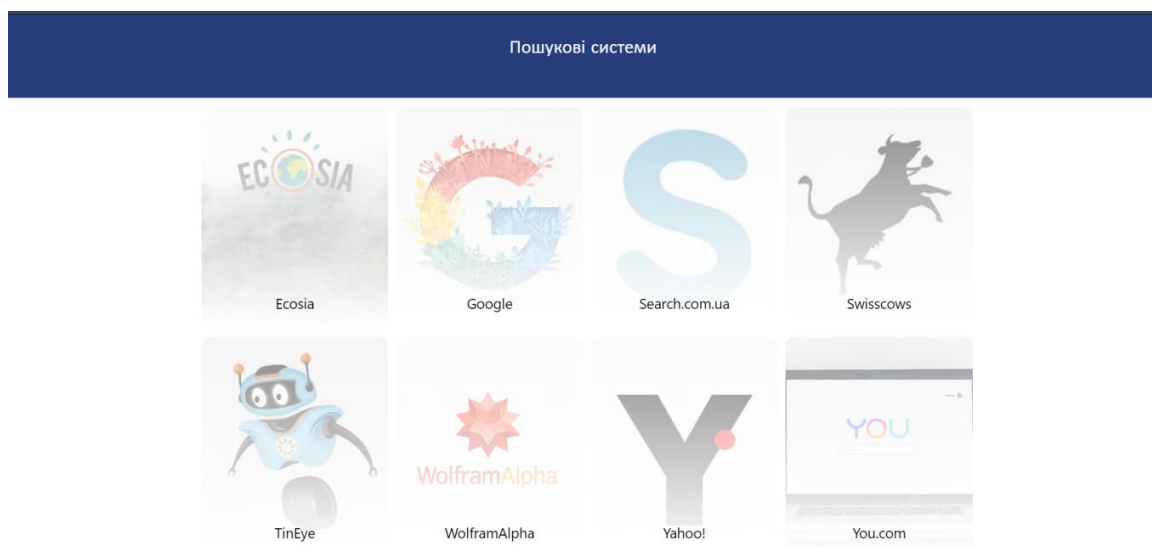 Пошукові системи
ECOSIA
Ecosia
Google
Search.com.ua
Swisscows
WolframAlpha
YOU
TinEye
WolframAlpha
Yahoo!
You.com